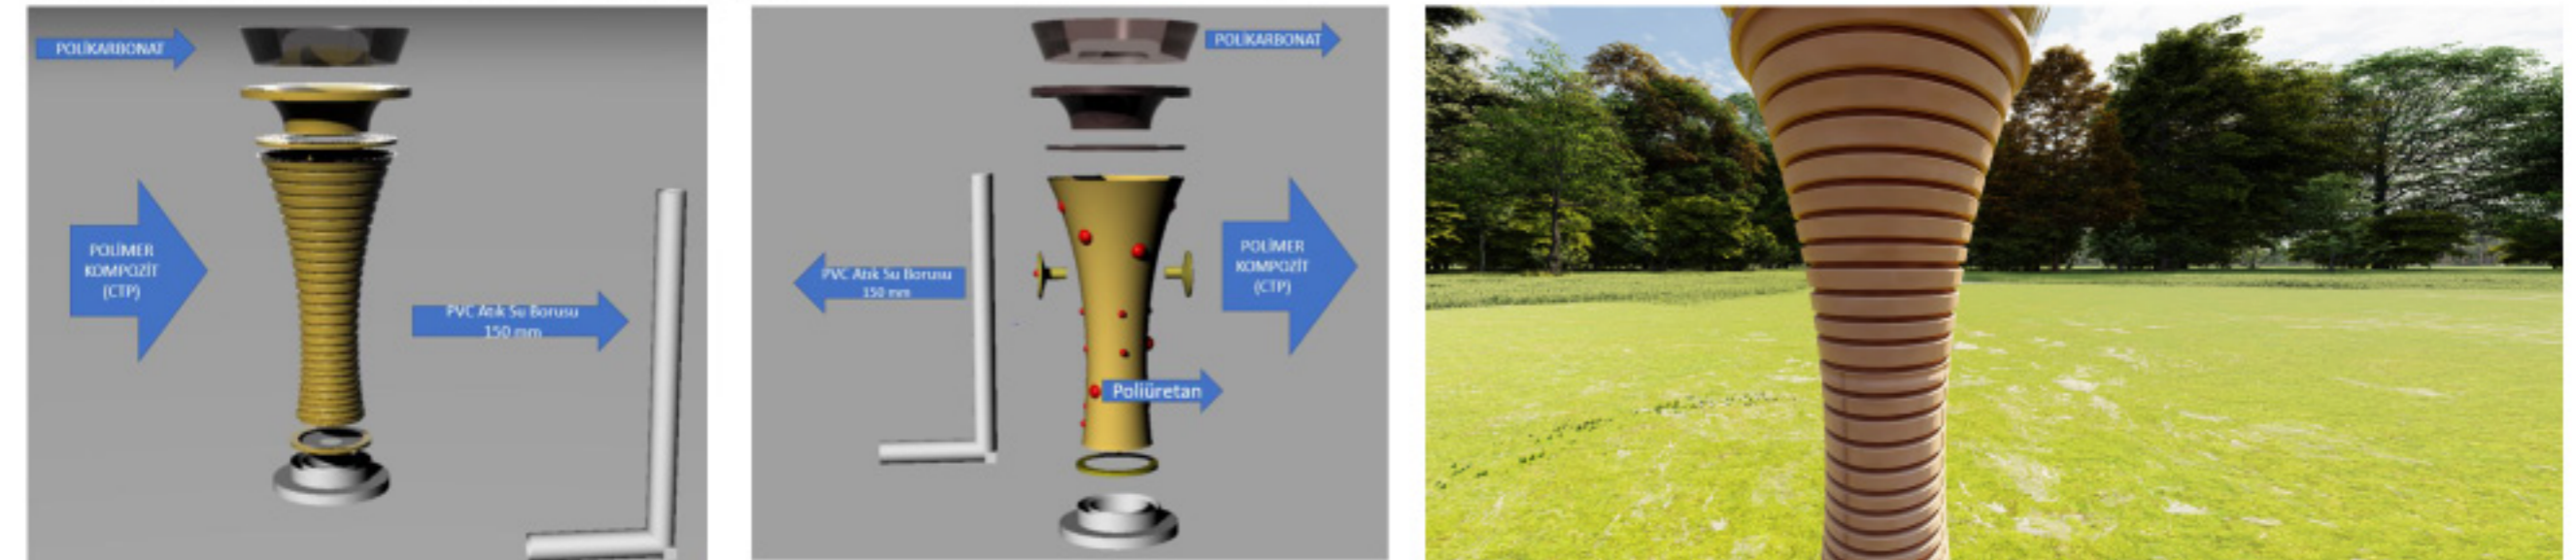 POLİKARBONAT
POLİMER
KOMPOZİT
(CTP)
PVC Atık Su Borusu
150 mm
POLİKARBONAT
PVC Atık Su Borusu
150 mm
POLİMER
KOMPOZİT
(CTP)
Poliüretan